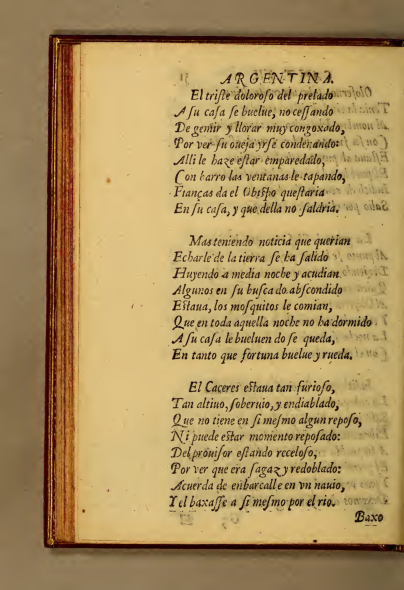 ARGENTINA.
El triſte doloroſo del prelado
A ſu caſa ſe buelue, no ceſſando
De gemir y llorar muy congoxado,
Por ver ſu oueja yrſe condenando:
Alli le haze eſtar emparedado,
Con barro las ventanas le tapando,
Fianças da el Obiſpo queſtaria
En ſu caſa, y que della no ſaldria.
Mas teniendo noticia que querian
Echarle de la tierra ſe ha ſalido
Huyendo a media noche y acudian
Algunos en ſu buſca do abſcondido
Eſtaua, los moſquitos le comian,
Que en toda aquella noche no ha dormido
A ſu caſa le bueluen do ſe queda,
En tanto que fortuna buelue y rueda.
El Caçeres eſtaua tan furioſo,
Tan altiuo, ſoberuio, y endiablado,
Que no tiene en ſi meſmo algun repoſo,
Ni puede eſtar momento repoſado:
Del prouiſor eſtando receloſo,
Por ver que era ſagaz y redoblado:
Acuerda de enbarcalle en vn nauio,
Y el baxaſſe a ſi meſmo por el rio.
Baxo